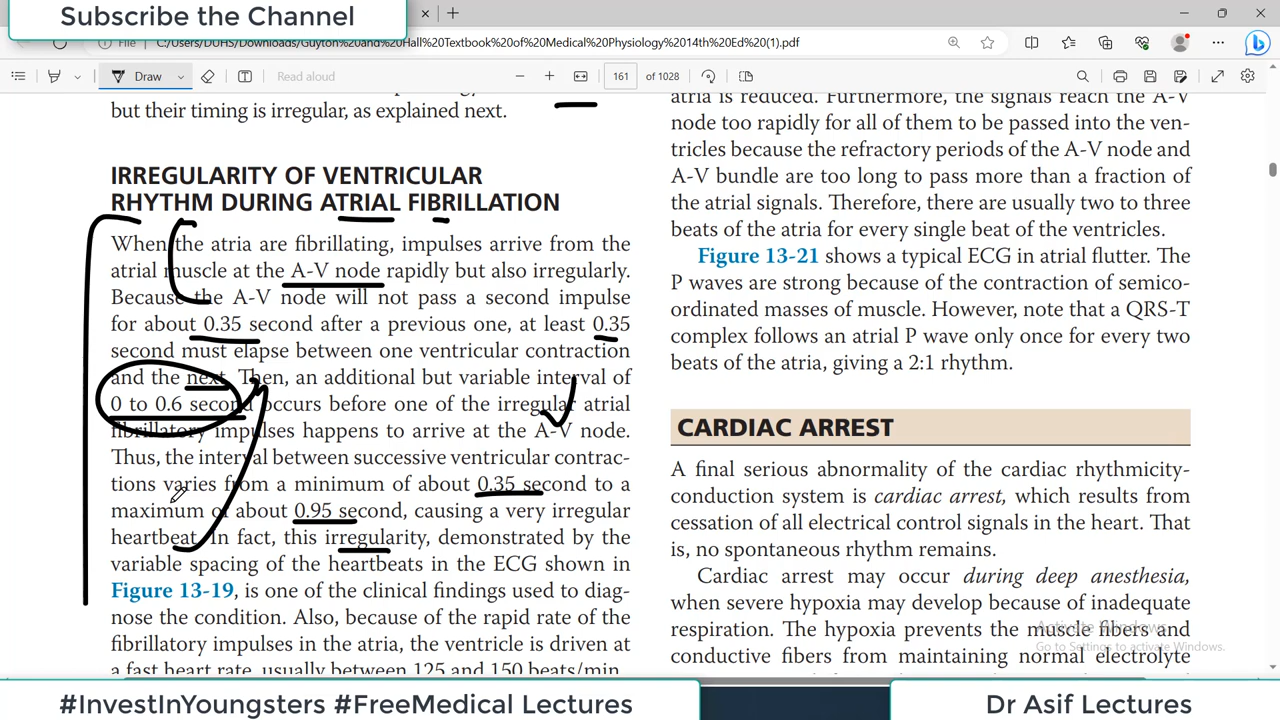 Subscribe the Channel
File C:/Users/DUHS/Downloads/Guyton%20and%20Hall%20Textbook%20of%20Medical%20Physiology%2014th%20Ed%20(1).pdf
Draw
Read aloud
161 of 1028
but their timing is irregular, as explained next.
IRREGULARITY OF VENTRICULAR
RHYTHM DURING ATRIAL FIBRILLATION
When the atria are fibrillating, impulses arrive from the
atrial muscle at the A-V node rapidly but also irregularly.
Because the A-V node will not pass a second impulse
for about 0.35 second after a previous one, at least 0.35
second must elapse between one ventricular contraction
and the next. Then, an additional but variable interval of
0 to 0.6 second occurs before one of the irregular atrial
fibrillatory impulses happens to arrive at the A-V node.
Thus, the interval between successive ventricular contrac-
tions varies from a minimum of about 0.35 second to a
maximum of about 0.95 second, causing a very irregular
heartbeat. In fact, this irregularity, demonstrated by the
variable spacing of the heartbeats in the ECG shown in
Figure 13-19, is one of the clinical findings used to diag-
nose the condition. Also, because of the rapid rate of the
fibrillatory impulses in the atria, the ventricle is driven at
a fast heart rate, usually between 125 and 150 beats/min.
atria is reduced. Furthermore, the signals reach the A-V
node too rapidly for all of them to be passed into the ven-
tricles because the refractory periods of the A-V node and
A-V bundle are too long to pass more than a fraction of
the atrial signals. Therefore, there are usually two to three
beats of the atria for every single beat of the ventricles.
Figure 13-21 shows a typical ECG in atrial flutter. The
P waves are strong because of the contraction of semico-
ordinated masses of muscle. However, note that a QRS-T
complex follows an atrial P wave only once for every two
beats of the atria, giving a 2:1 rhythm.
CARDIAC ARREST
A final serious abnormality of the cardiac rhythmicity-
conduction system is cardiac arrest, which results from
cessation of all electrical control signals in the heart. That
is, no spontaneous rhythm remains.
Cardiac arrest may occur during deep anesthesia,
when severe hypoxia may develop because of inadequate
respiration. The hypoxia prevents the muscle fibers and
conductive fibers from maintaining normal electrolyte
Activate Windows
Go to Settings to activate Windows.
#InvestInYoungsters #FreeMedical Lectures
Dr Asif Lectures